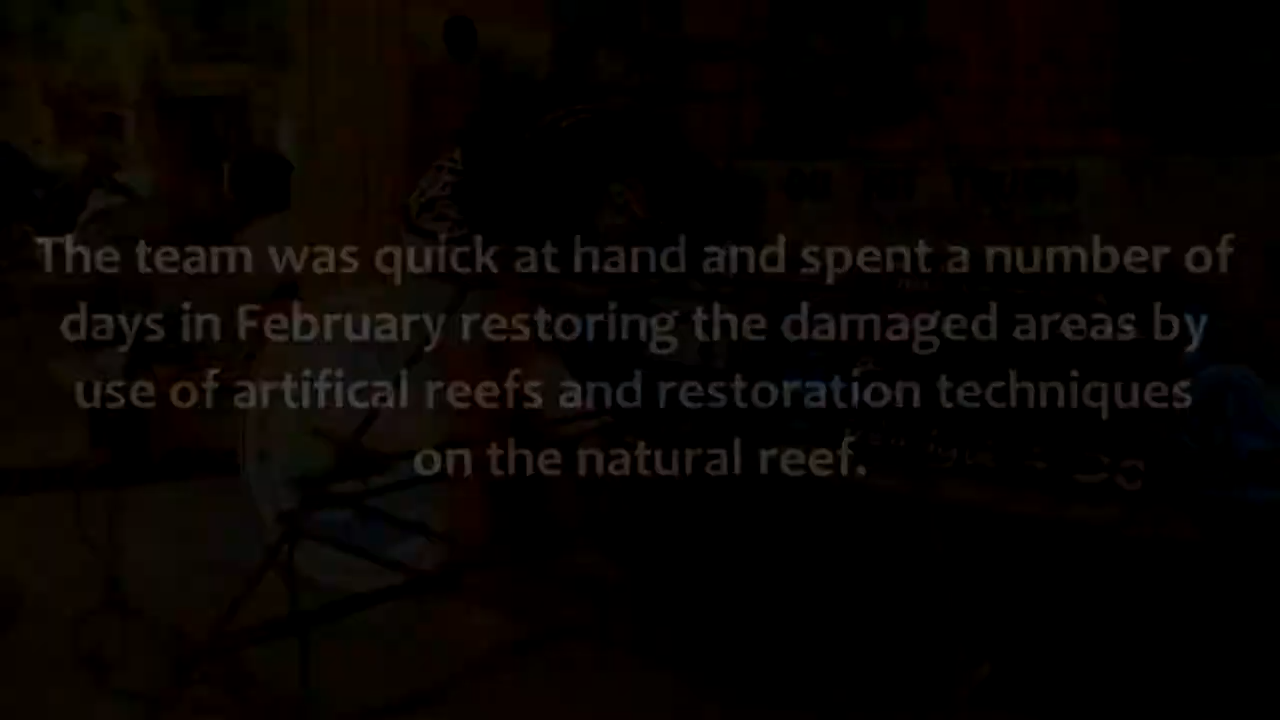 The team was quick at hand and spent a number of
days in February restoring the damaged areas by
use of artifical reefs and restoration techniques
on the natural reef.